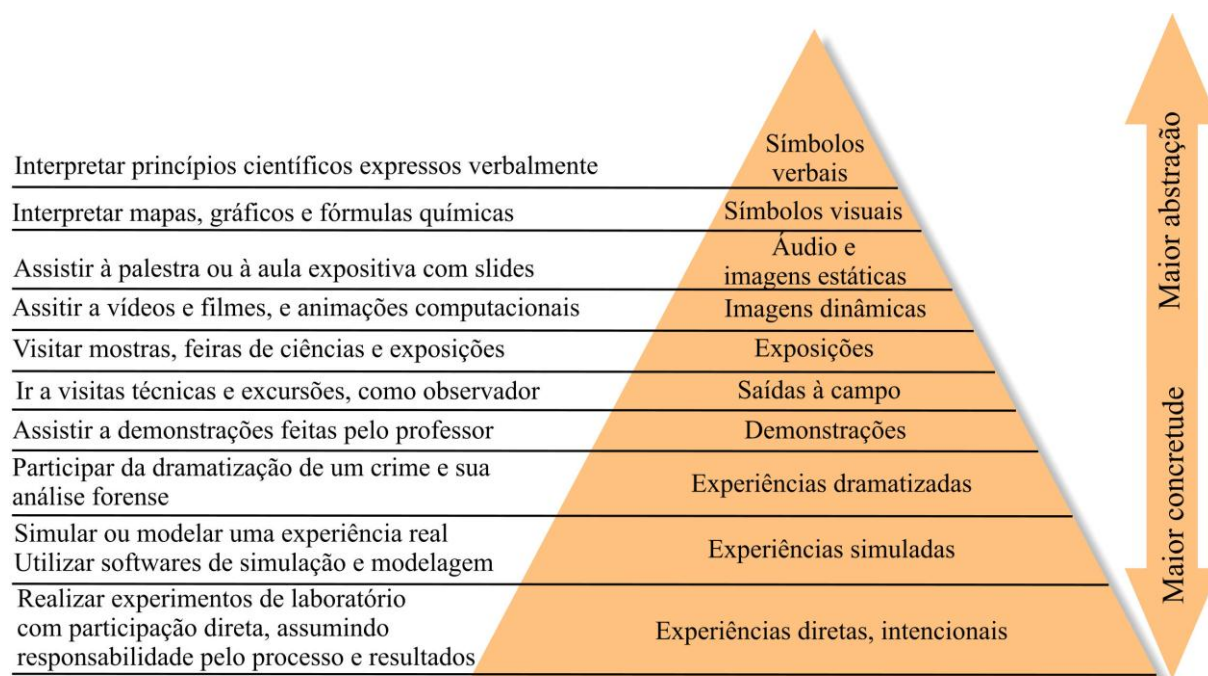 Interpretar princípios científicos expressos verbalmente
Símbolos
verbais
Interpretar mapas, gráficos e fórmulas químicas
Símbolos visuais
Assistir à palestra ou à aula expositiva com slides
Áudio e
imagens estáticas
Assitir a vídeos e filmes, e animações computacionais
Imagens dinâmicas
Visitar mostras, feiras de ciências e exposições
Exposições
Ir a visitas técnicas e excursões, como observador
Saídas à campo
Assistir a demonstrações feitas pelo professor
Demonstrações
Participar da dramatização de um crime e sua
análise forense
Experiências dramatizadas
Simular ou modelar uma experiência real
Utilizar softwares de simulação e modelagem
Experiências simuladas
Realizar experimentos de laboratório
com participação direta, assumindo
responsabilidade pelo processo e resultados
Experiências diretas, intencionais
Maior abstração
Maior concretude